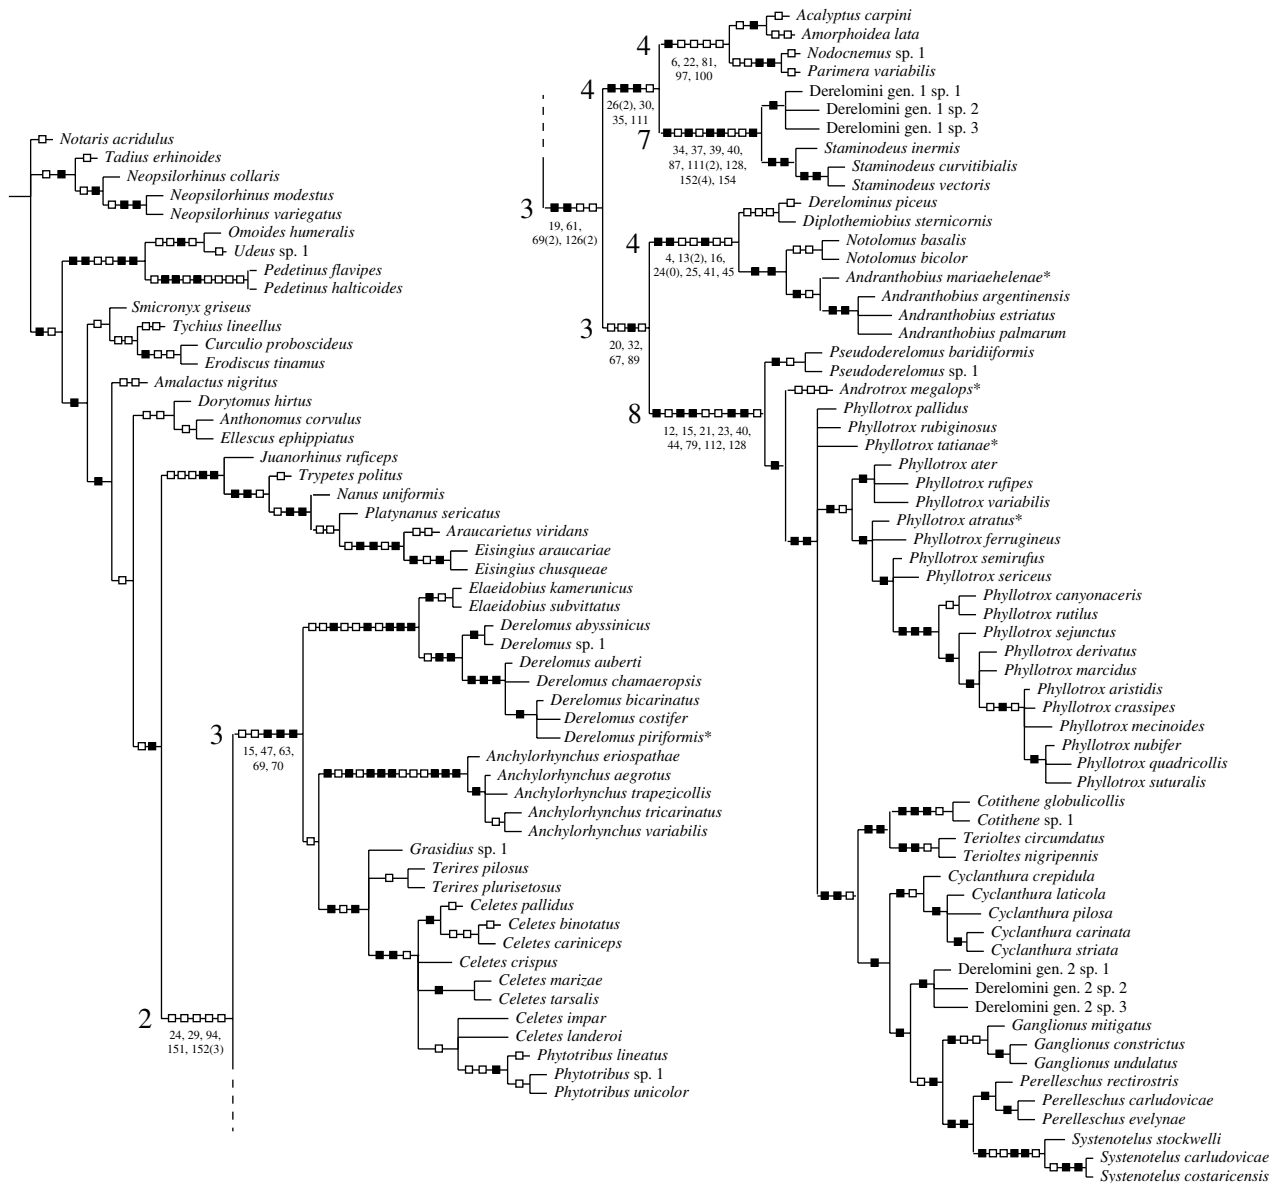 Notaris acridulus
Tadius erhinoides
Neopsilorhinus collaris
Neopsilorhinus modestus
Neopsilorhinus variegatus
Omoides humeralis
Udeus sp. 1
Pedetinus flavipes
Pedetinus halticoides
Smicronyx griseus
Tychius lineellus
Curculio proboscideus
Erodiscus tinamus
Amalactus nigritus
Dorytomus hirtus
Anthonomus corvulus
Ellescus ephippiatus
Juanorhinus ruficeps
Trypetes politus
Nanus uniformis
Platynanus sericatus
Araucarietus viridans
Eisingius araucariae
Eisingius chusqueae
Elaeidobius kamerunicus
Elaeidobius subvittatus
Derelomus abyssinicus
Derelomus sp. 1
Derelomus auberti
Derelomus chamaeropsis
Derelomus bicarinatus
Derelomus costifer
Derelomus piriformis*
3
15, 47, 63,
69, 70
Anchylorhynchus eriospathae
Anchylorhynchus aegrotus
Anchylorhynchus trapezicollis
Anchylorhynchus tricarinatus
Anchylorhynchus variabilis
Grasidius sp. 1
Terires pilosus
Terires plurisetosus
Celetes pallidus
Celetes binotatus
Celetes cariniceps
Celetes crispus
Celetes marizae
Celetes tarsalis
Celetes impar
Celetes landeroi
Phytotribus lineatus
Phytotribus sp. 1
Phytotribus unicolor
2
24, 29, 94,
151, 152(3)
3
19, 61,
69(2), 126(2)
4
26(2), 30,
35, 111
4
6, 22, 81,
97, 100
Acalyptus carpini
Amorphoidea lata
Nodocnemus sp. 1
Parimera variabilis
7
34, 37, 39, 40,
87, 111(2), 128,
152(4), 154
Derelomini gen. 1 sp. 1
Derelomini gen. 1 sp. 2
Derelomini gen. 1 sp. 3
Staminodeus inermis
Staminodeus curvitibialis
Staminodeus vectoris
3
20, 32,
67, 89
4
4, 13(2), 16,
24(0), 25, 41, 45
Derelominus piceus
Diplothemiobius sternicornis
Notolomus basalis
Notolomus bicolor
Andranthobius mariaehelenae*
Andranthobius argentinensis
Andranthobius estriatus
Andranthobius palmarum
8
12, 15, 21, 23, 40,
44, 79, 112, 128
Pseudoderelomus baridiiformis
Pseudoderelomus sp. 1
Androtrox megalops*
Phyllotrox pallidus
Phyllotrox rubiginosus
Phyllotrox tatianae*
Phyllotrox ater
Phyllotrox rufipes
Phyllotrox variabilis
Phyllotrox atratus*
Phyllotrox ferrugineus
Phyllotrox semirufus
Phyllotrox sericeus
Phyllotrox canyonaceris
Phyllotrox rutilus
Phyllotrox sejunctus
Phyllotrox derivatus
Phyllotrox marcidus
Phyllotrox aristidis
Phyllotrox crassipes
Phyllotrox mecinoides
Phyllotrox nubifer
Phyllotrox quadricollis
Phyllotrox suturalis
Cotithene globulicollis
Cotithene sp. 1
Terioltes circumdatus
Terioltes nigripennis
Cyclanthura crepidula
Cyclanthura laticola
Cyclanthura pilosa
Cyclanthura carinata
Cyclanthura striata
Derelomini gen. 2 sp. 1
Derelomini gen. 2 sp. 2
Derelomini gen. 2 sp. 3
Ganglionus mitigatus
Ganglionus constrictus
Ganglionus undulatus
Perelleschus rectirostris
Perelleschus carludovicae
Perelleschus evelynae
Systenotelus stockwelli
Systenotelus carludovicae
Systenotelus costaricensis